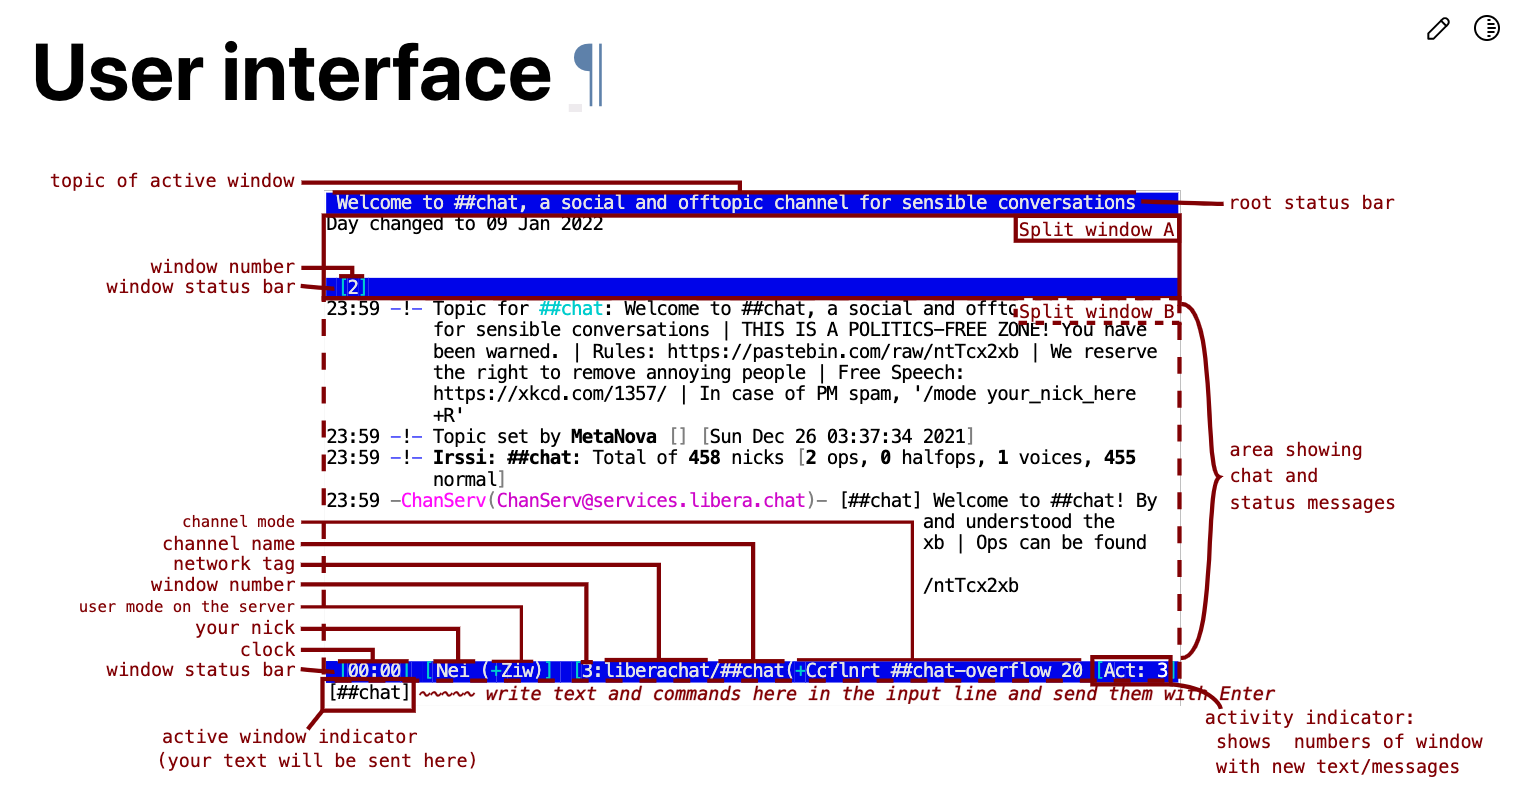 User interface ¶
topic of active window
Welcome to ##chat, a social and offtopic channel for sensible conversations
root status bar
Day changed to 09 Jan 2022
Split window A
window number
window status bar
[2]
23:59 -!- Topic for ##chat: Welcome to ##chat, a social and offto
Split window B
for sensible conversations | THIS IS A POLITICS-FREE ZONE! You have
been warned. | Rules: https://pastebin.com/raw/ntTcx2xb | We reserve
the right to remove annoying people | Free Speech:
https://xkcd.com/1357/ | In case of PM spam, '/mode your_nick_here
+R'
23:59 -!- Topic set by MetaNova [] [Sun Dec 26 03:37:34 2021]
23:59 -!- Irssi: ##chat: Total of 458 nicks [2 ops, 0 halfops, 1 voices, 455
normal]
23:59 -ChanServ(ChanServ@services.libera.chat)- [##chat] Welcome to ##chat! By
and understood the
xb | Ops can be found
/ntTcx2xb
area showing
chat and
status messages
channel mode
channel name
network tag
window number
user mode on the server
your nick
clock
window status bar
[00:00] [Nei (+Ziw)] [3:liberachat/##chat(+Ccflnrt ##chat-overflow 20 [Act: 3]
[##chat] ~~~~~ write text and commands here in the input line and send them with Enter
active window indicator
(your text will be sent here)
activity indicator:
shows numbers of window
with new text/messages